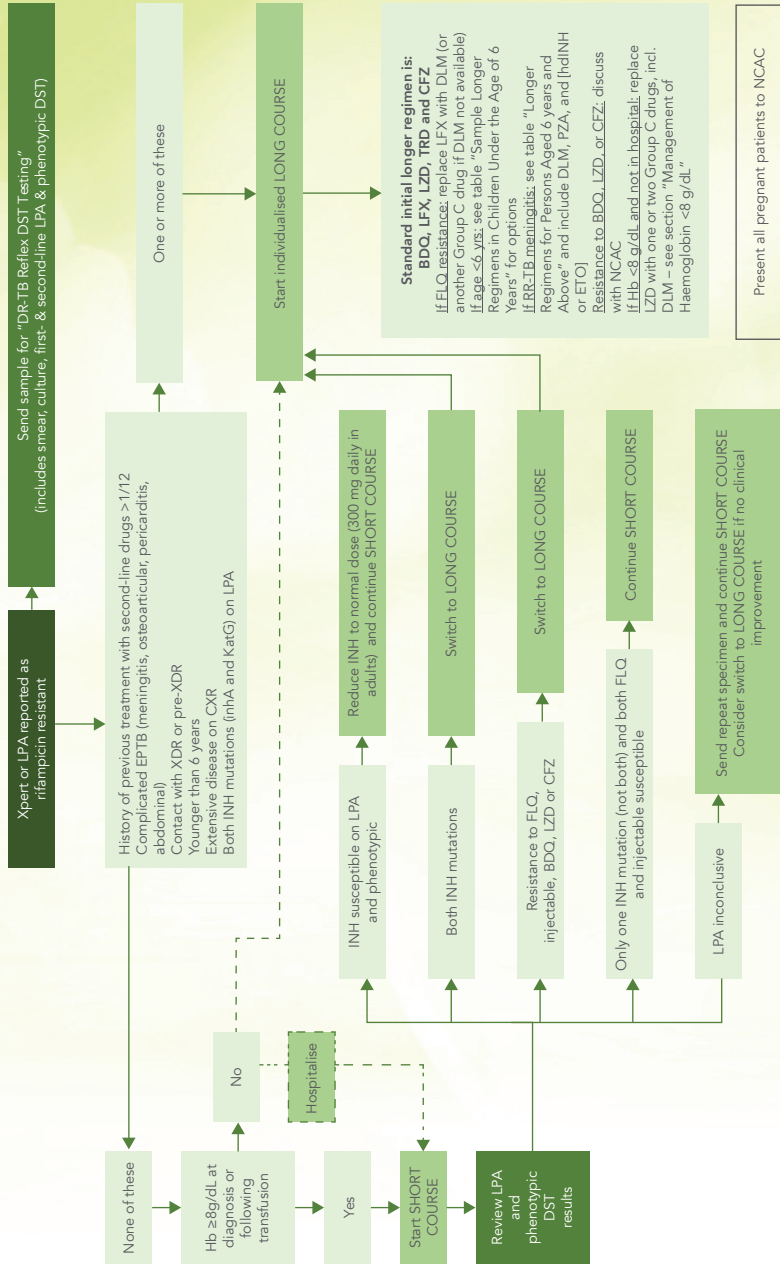 Xpert or LPA reported as
rifampicin resistant
Send sample for "DR-TB Reflex DST Testing"
(includes smear, culture, first- & second-line LPA & phenotypic DST)
History of previous treatment with second-line drugs >1/12
Complicated EPTB (meningitis, osteoarticular, pericarditis,
abdominal)
Contact with XDR or pre-XDR
Younger than 6 years
Extensive disease on CXR
Both INH mutations (inhA and KatG) on LPA
None of these
One or more of these
Hb ≥8g/dL at
diagnosis or
following
transfusion
No
Yes
Hospitalise
Start SHORT
COURSE
Start individualised LONG COURSE
Review LPA
and
phenotypic
DST
results
INH susceptible on LPA
and phenotypic
Reduce INH to normal dose (300 mg daily in
adults) and continue SHORT COURSE
Both INH mutations
Switch to LONG COURSE
Resistance to FLQ,
injectable, BDQ, LZD or CFZ
Switch to LONG COURSE
Only one INH mutation (not both) and both FLQ
and injectable susceptible
Continue SHORT COURSE
LPA inconclusive
Send repeat specimen and continue SHORT COURSE
Consider switch to LONG COURSE if no clinical
improvement
Standard initial longer regimen is:
BDQ, LFX, LZD, TRD and CFZ
If FLQ resistance: replace LFX with DLM (or
another Group C drug if DLM not available)
If age <6 yrs: see table "Sample Longer
Regimens in Children Under the Age of 6
Years" for options
If RR-TB meningitis: see table "Longer
Regimens for Persons Aged 6 years and
Above" and include DLM, PZA, and [hdINH
or ETO]
Resistance to BDQ, LZD, or CFZ: discuss
with NCAC
If Hb <8 g/dL and not in hospital: replace
LZD with one or two Group C drugs, incl.
DLM – see section "Management of
Haemoglobin <8 g/dL"
Present all pregnant patients to NCAC